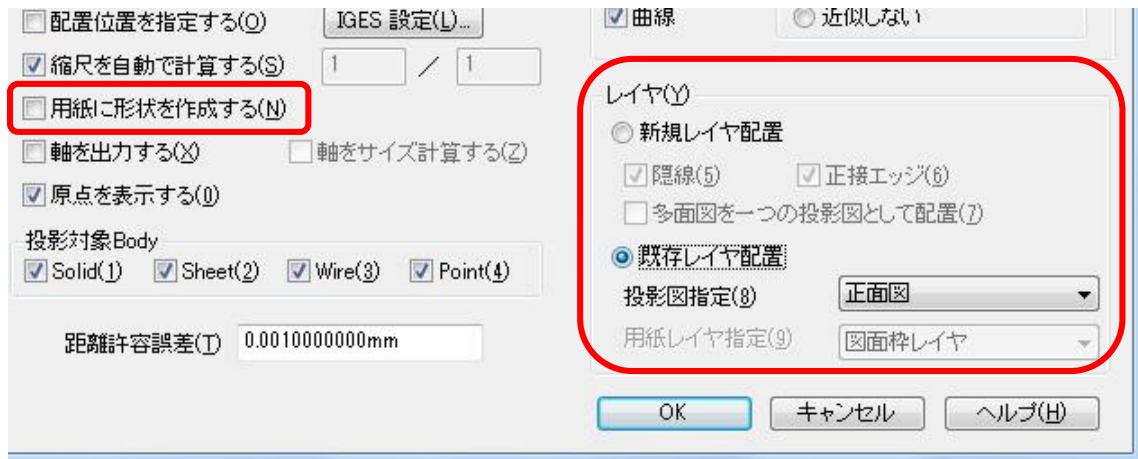 配置位置を指定する(O)
IGES 設定(L)...
縮尺を自動で計算する(S)
1 / 1
用紙に形状を作成する(N)
軸を出力する(X)
軸をサイズ計算する(Z)
原点を表示する(0)
投影対象Body
Solid(1) Sheet(2) Wire(3) Point(4)
距離許容誤差(T)
0.0010000000mm
曲線
近似しない
レイヤ(Y)
新規レイヤ配置
隠線(5) 正接エッジ(6)
多面図を一つの投影図として配置(7)
既存レイヤ配置
投影図指定(8) 正面図
用紙レイヤ指定(9) 図面枠レイヤ
OK キャンセル ヘルプ(H)